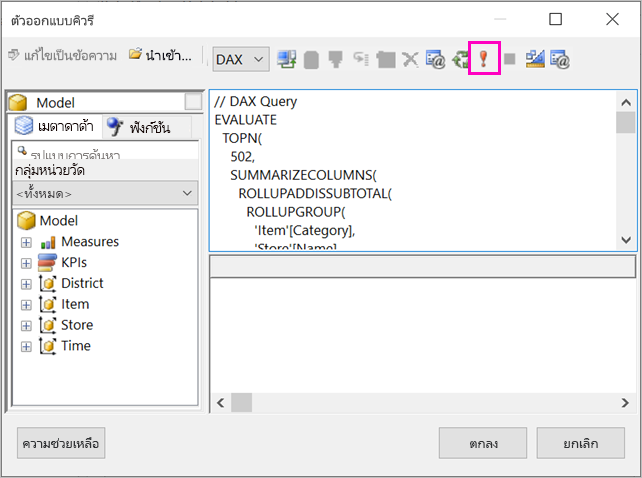 ตัวออกแบบคิวรี
แก้ไขเป็นข้อความ นำเข้า... DAX
Model
เมตาดาต้า ฟังก์ชัน
รูปแบบการค้นหา
กลุ่มหน่วยวัด
<ทั้งหมด>
Model
Measures
KPIs
District
Item
Store
Time
// DAX Query
EVALUATE
TOPN(
502,
SUMMARIZECOLUMNS(
ROLLUPADDISSUBTOTAL(
ROLLUPGROUP(
'Item'[Category],
'Store'[Name]
ความช่วยเหลือ ตกลง ยกเลิก